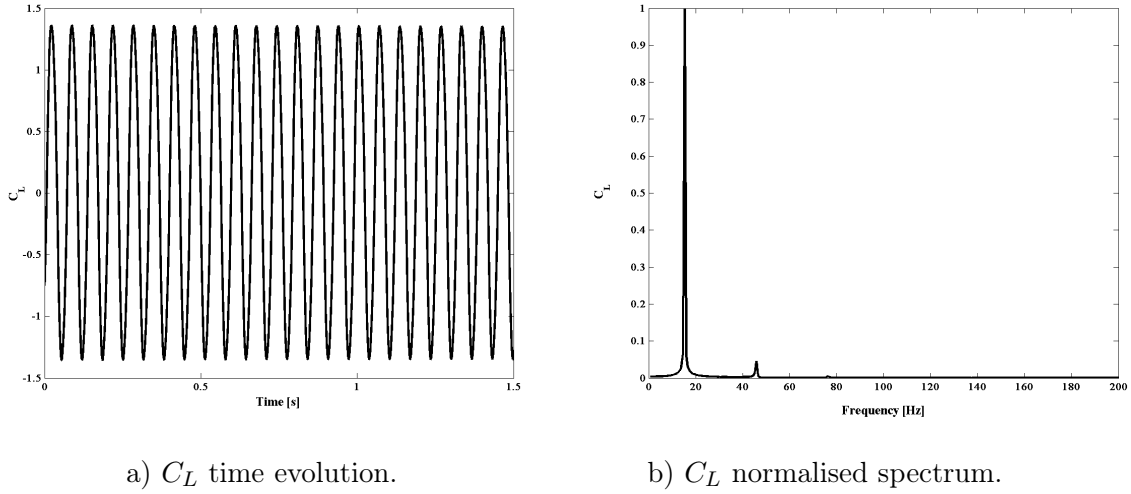 1.5
1
0.5
0
-0.5
-1
-1.5
C_L
0 0.5 1 1.5
Time [s]
1
0.9
0.8
0.7
0.6
0.5
0.4
0.3
0.2
0.1
0
C_L
20 40 60 80 100 120 140 160 180 200
0
Frequency [Hz]
a) C_L time evolution.
b) C_L normalised spectrum.